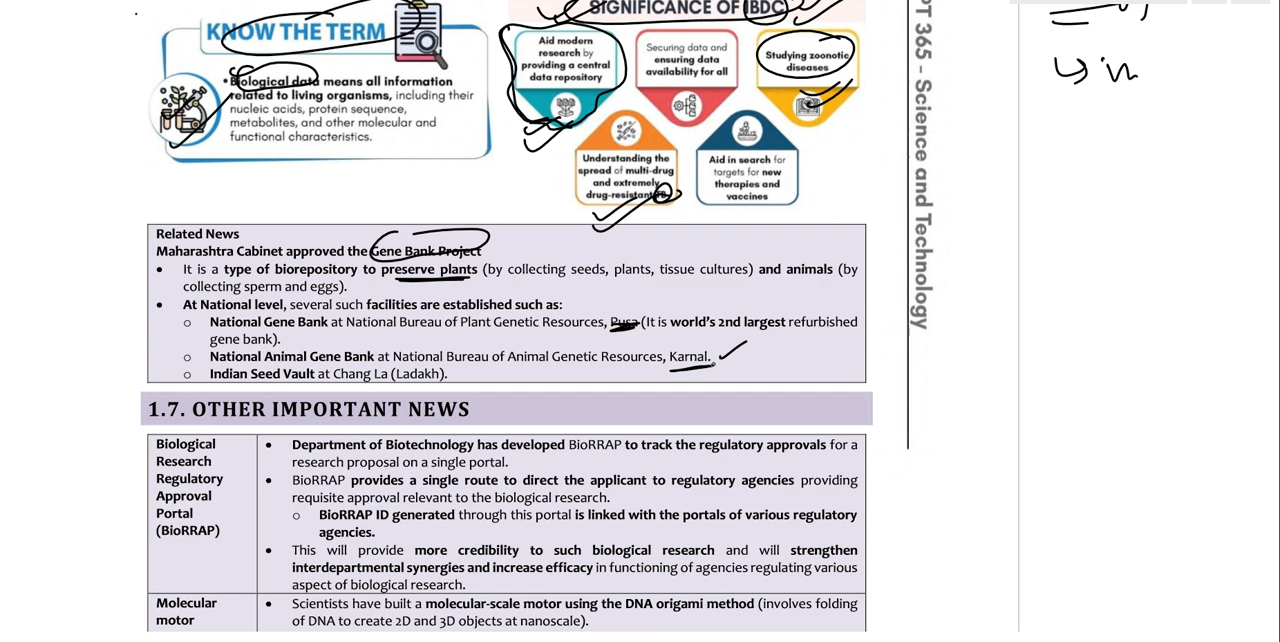 SIGNIFICANCE OF IBDC
KNOW THE TERM
• Biological data means all information
related to living organisms, including their
nucleic acids, protein sequence,
metabolites, and other molecular and
functional characteristics.
Aid modern
research by
providing a central
data repository
Securing data and
ensuring data
availability for all
Studying zoonotic
diseases
Understanding the
spread of multi-drug
and extremely
drug-resistant TB
Aid in search for
targets for new
therapies and
vaccines
PT 365 - Science and Technology
Related News
Maharashtra Cabinet approved the Gene Bank Project
• It is a type of biorepository to preserve plants (by collecting seeds, plants, tissue cultures) and animals (by
collecting sperm and eggs).
• At National level, several such facilities are established such as:
o National Gene Bank at National Bureau of Plant Genetic Resources, Pusa (It is world's 2nd largest refurbished
gene bank).
o National Animal Gene Bank at National Bureau of Animal Genetic Resources, Karnal.
o Indian Seed Vault at Chang La (Ladakh).
1.7. OTHER IMPORTANT NEWS
Biological
Research
Regulatory
Approval
Portal
(BioRRAP)
• Department of Biotechnology has developed BioRRAP to track the regulatory approvals for a
research proposal on a single portal.
• BioRRAP provides a single route to direct the applicant to regulatory agencies providing
requisite approval relevant to the biological research.
o BioRRAP ID generated through this portal is linked with the portals of various regulatory
agencies.
• This will provide more credibility to such biological research and will strengthen
interdepartmental synergies and increase efficacy in functioning of agencies regulating various
aspect of biological research.
Molecular
motor
• Scientists have built a molecular-scale motor using the DNA origami method (involves folding
of DNA to create 2D and 3D objects at nanoscale).